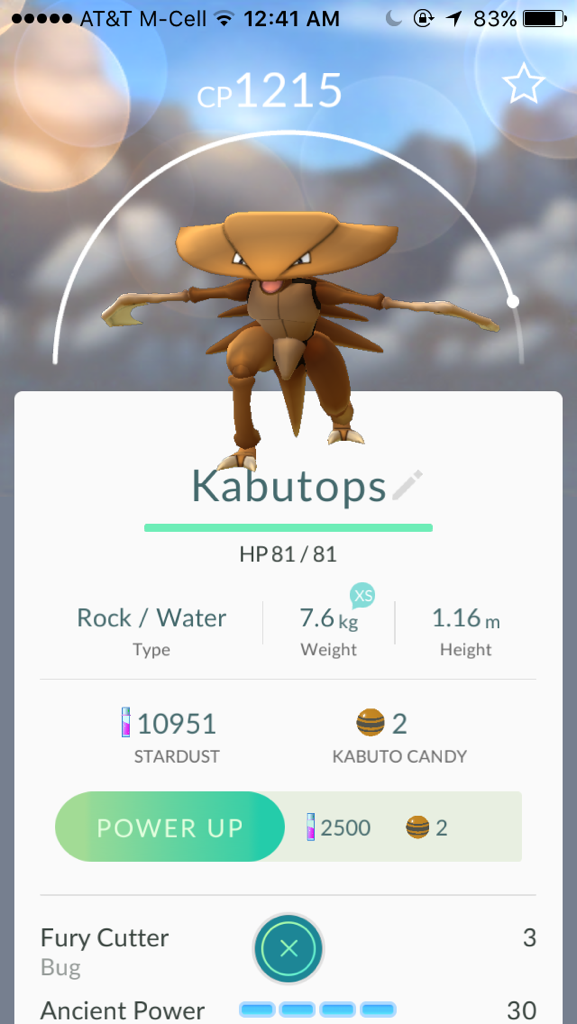 AT&T M-Cell 12:41 AM 83%
CP1215
Kabutops
HP 81 / 81
XS
Rock / Water 7.6 kg 1.16 m
Type Weight Height
10951 2
STARDUST KABUTO CANDY
POWER UP 2500 2
Fury Cutter 3
Bug
Ancient Power 30